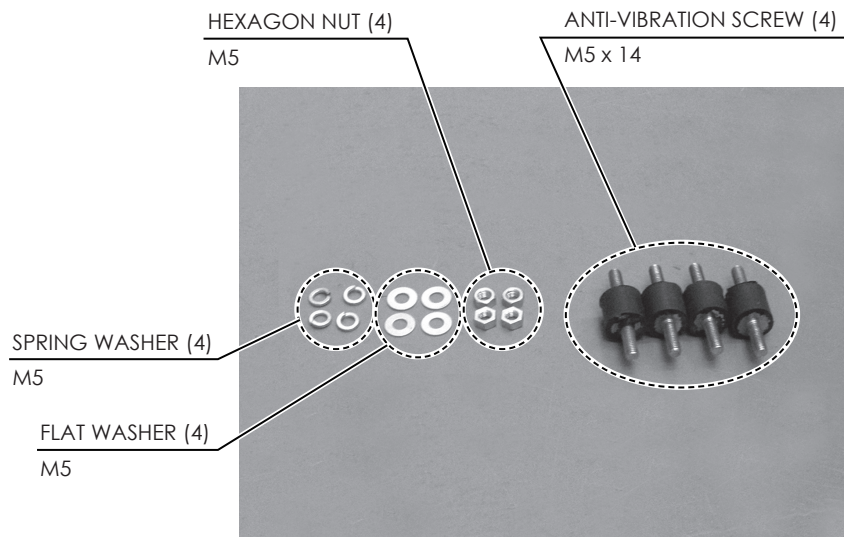 HEXAGON NUT (4)
M5
ANTI-VIBRATION SCREW (4)
M5 x 14
SPRING WASHER (4)
M5
FLAT WASHER (4)
M5